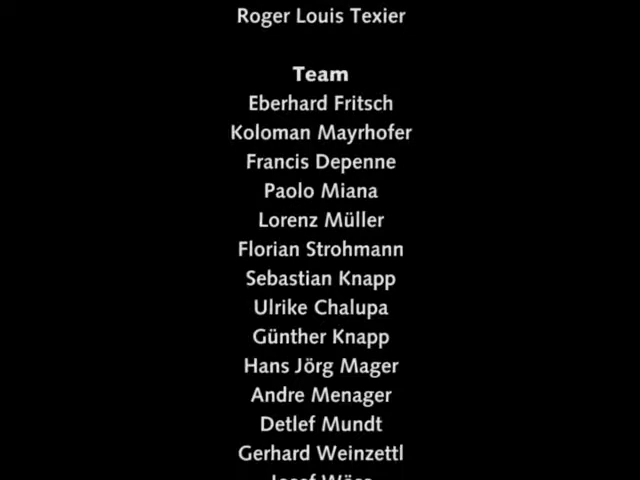 Roger Louis Texier
Team
Eberhard Fritsch
Koloman Mayrhofer
Francis Depenne
Paolo Miana
Lorenz Müller
Florian Strohmann
Sebastian Knapp
Ulrike Chalupa
Günther Knapp
Hans Jörg Mager
Andre Menager
Detlef Mundt
Gerhard Weinzettl
Josef